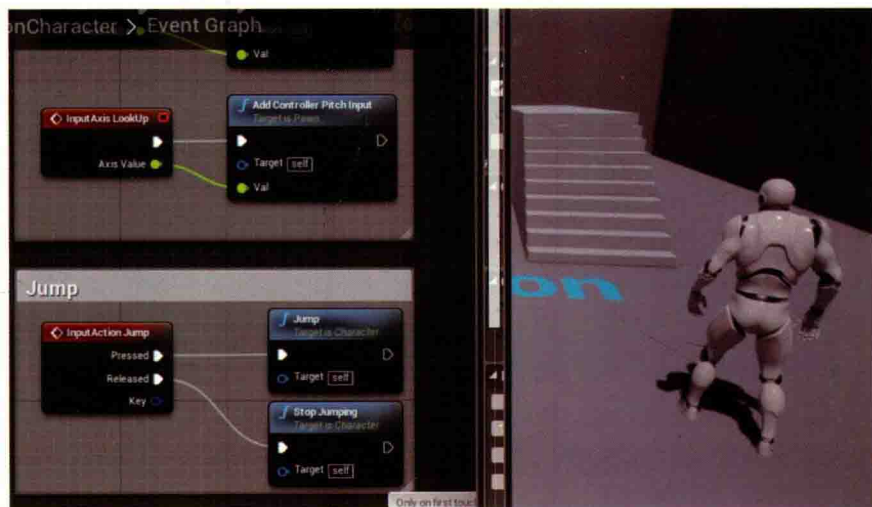 onCharacter > Event Graph
Val
InputAxis LookUp
Axis Value
Add Controller Pitch Input
Target is Pawn
Target self
Val
Jump
InputAction Jump
Pressed
Released
Key
Jump
Target is Character
Target self
Stop Jumping
Target is Character
Target self
Only on first touch
on